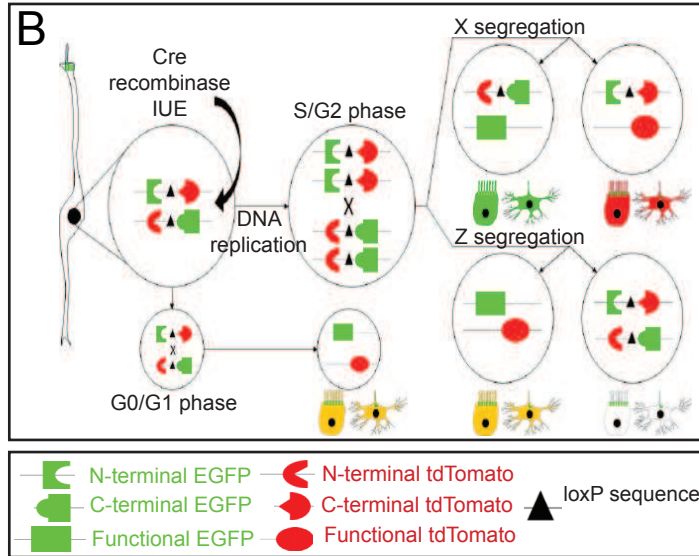 B
Cre
recombinase
IUE
S/G2 phase
X segregation
DNA
replication
X
Z segregation
X
G0/G1 phase
N-terminal EGFP
N-terminal tdTomato
C-terminal EGFP
C-terminal tdTomato
loxP sequence
Functional EGFP
Functional tdTomato